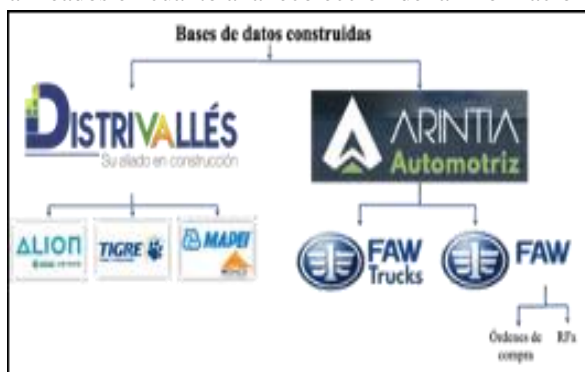 Bases de datos construidas
DISTRIVALLÉS
Su aliado en construcción
ARINTIA
Automotriz
ALION
TIGRE
MAPEI
FAW
Trucks
FAW
Órdenes de
compra